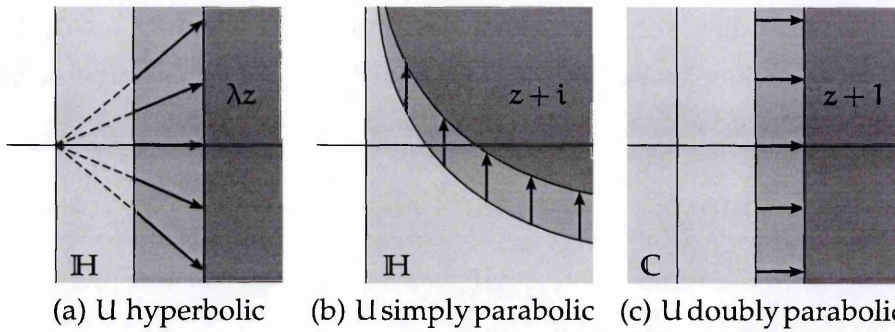 λz
z + i
z + 1
ℍ
ℍ
ℂ
(a) U hyperbolic
(b) U simply parabolic
(c) U doubly parabolic